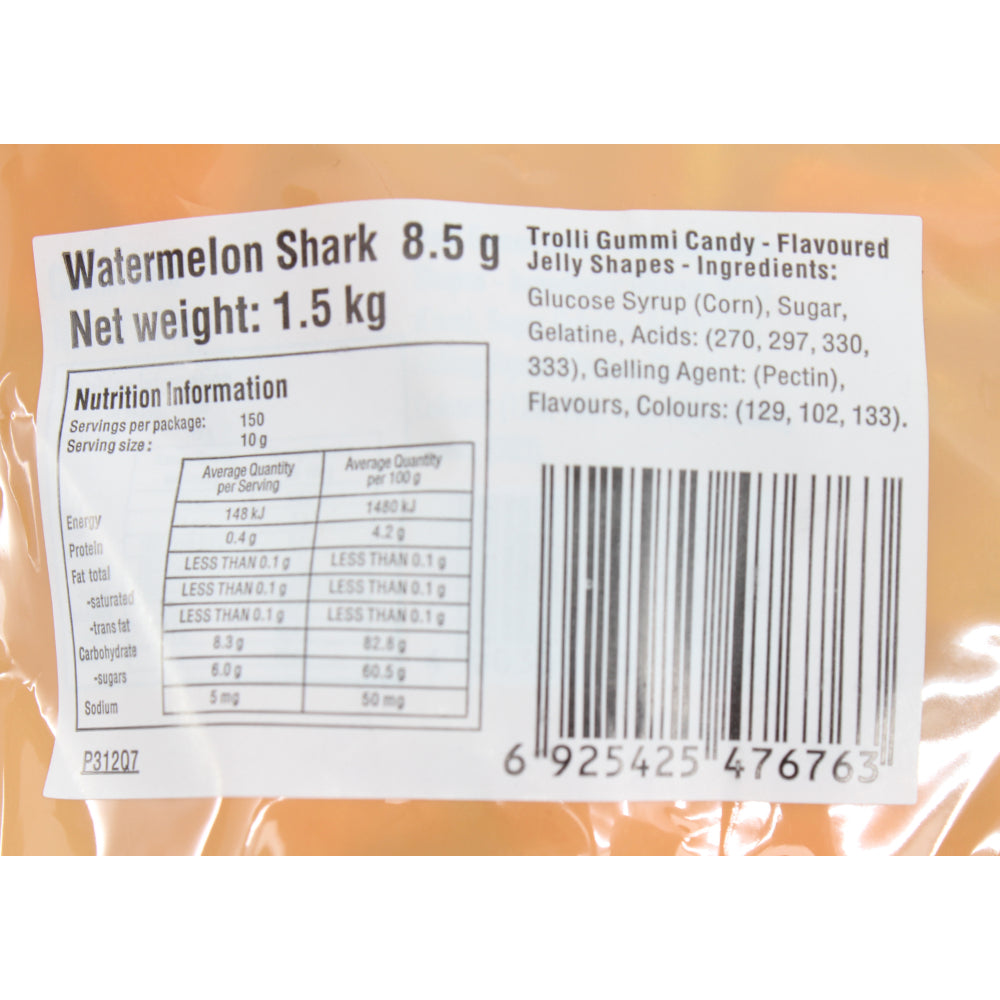 Watermelon Shark 8.5 g
Net weight: 1.5 kg
Nutrition Information
Servings per package: 150
Serving size: 10 g
Average Quantity per Serving Average Quantity per 100 g
Energy 148 kJ 1480 kJ
Protein 0.4 g 4.2 g
Fat total LESS THAN 0.1 g LESS THAN 0.1 g
-saturated LESS THAN 0.1 g LESS THAN 0.1 g
-trans fat LESS THAN 0.1 g LESS THAN 0.1 g
Carbohydrate 8.3 g 82.8 g
-sugars 6.0 g 60.5 g
Sodium 5 mg 50 mg
P312Q7
Trolli Gummi Candy - Flavoured
Jelly Shapes - Ingredients:
Glucose Syrup (Corn), Sugar,
Gelatine, Acids: (270, 297, 330,
333), Gelling Agent: (Pectin),
Flavours, Colours: (129, 102, 133).
6 925425 476763